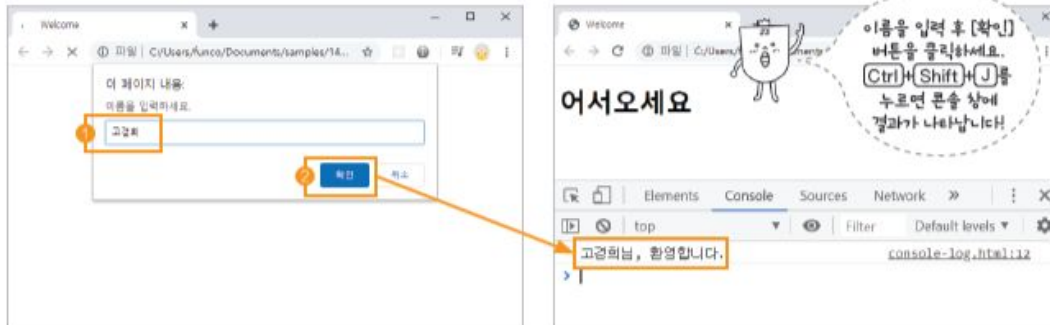 Welcome
파일 | C:/Users/funco/Documents/samples/14...
이 페이지 내용:
이름을 입력하세요.
1
고경희
2
확인
취소
Welcome
파일 | C:/Users/
어서오세요
이름을 입력 후 [확인]
버튼을 클릭하세요.
Ctrl+Shift+J를
누르면 콘솔 창에
결과가 나타납니다!
Elements Console Sources Network »
top Filter Default levels ▼
고경희님, 환영합니다. console-log.html:12
>